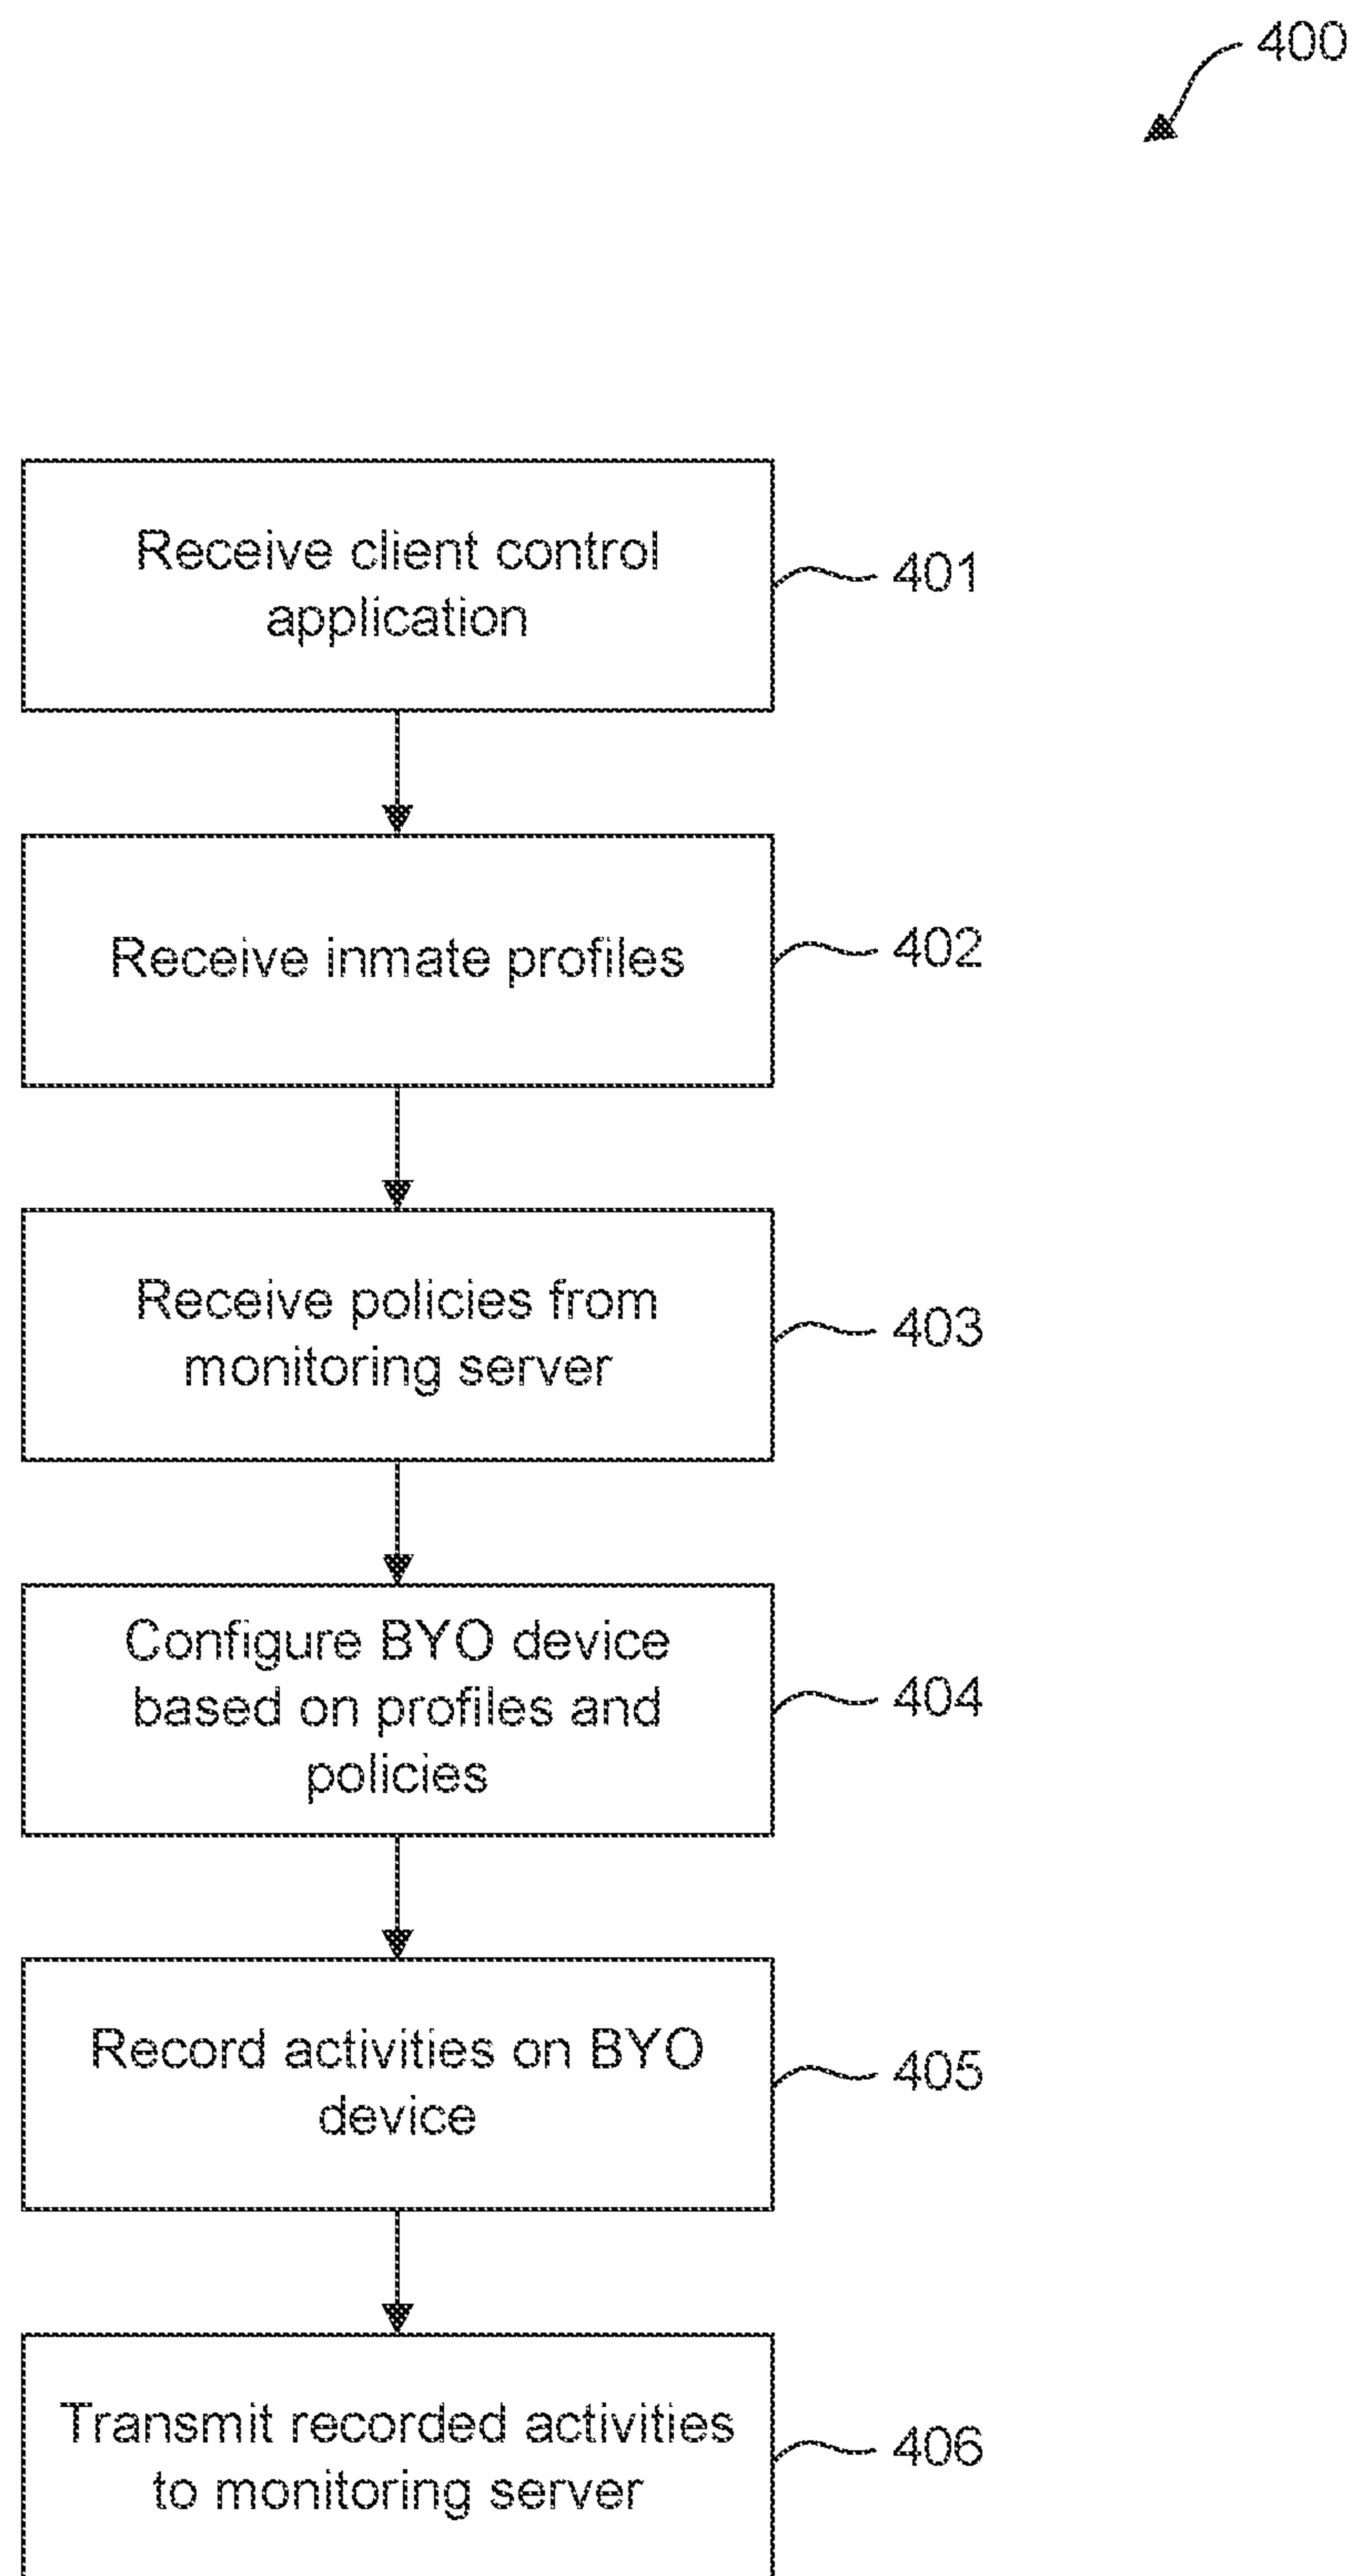 400
Receive client control
application
401
Receive inmate profiles
402
Receive policies from
monitoring server
403
Configure BYO device
based on profiles and
policies
404
Record activities on BYO
device
405
Transmit recorded activities
to monitoring server
406